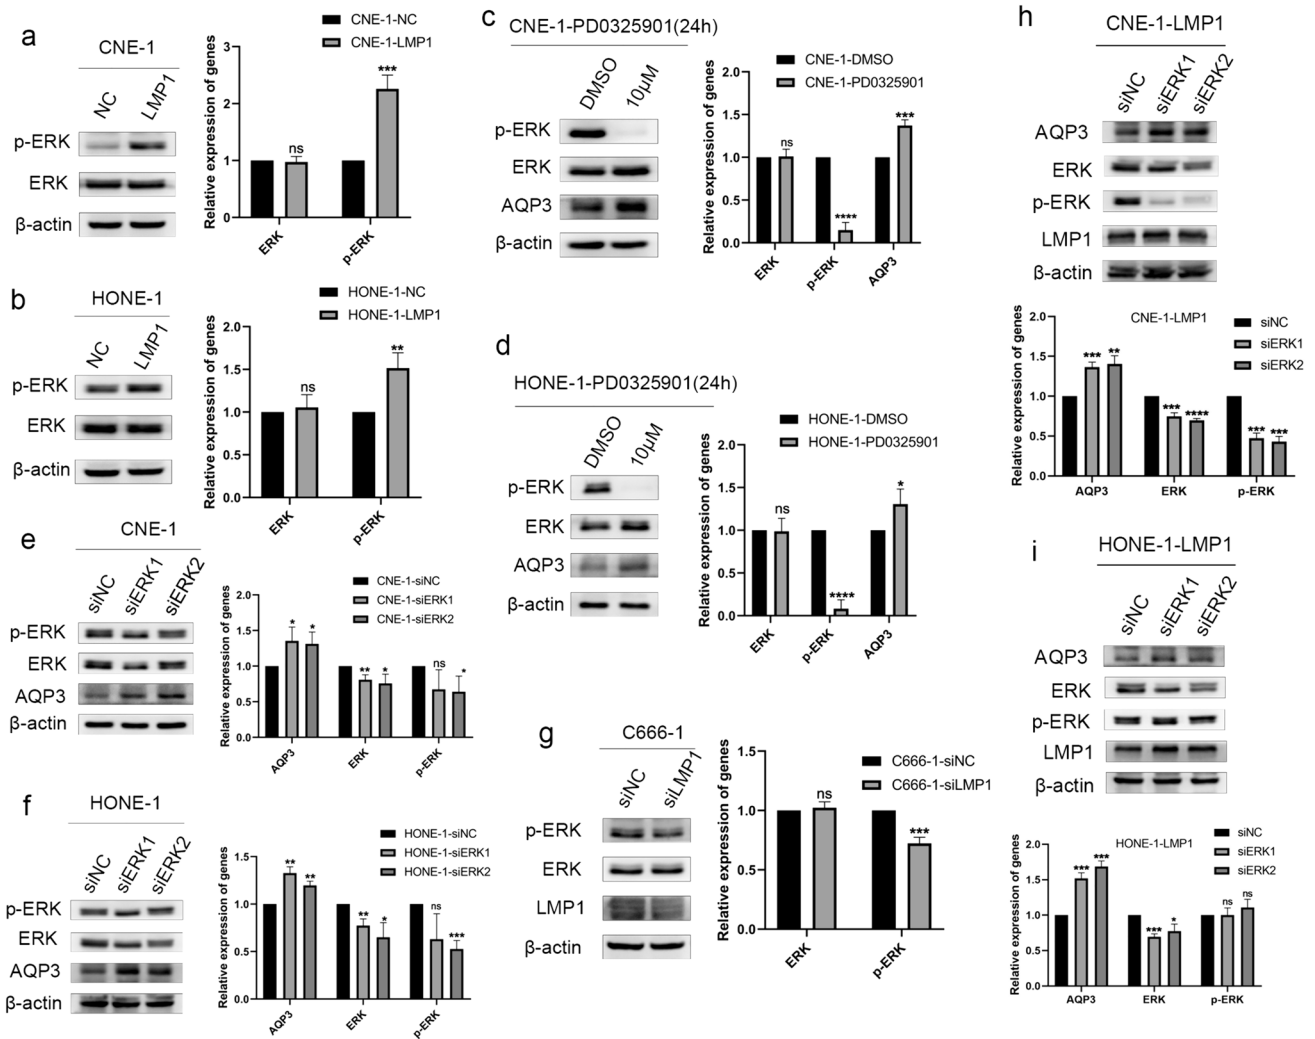 a
CNE-1
NC
LMP1
p-ERK
ERK
β-actin
CNE-1-NC
CNE-1-LMP1
Relative expression of genes
3
2
1
0
ns
***
ERK
p-ERK
b
HONE-1
NC
LMP1
p-ERK
ERK
β-actin
HONE-1-NC
HONE-1-LMP1
Relative expression of genes
2.0
1.5
1.0
0.5
0.0
ns
**
ERK
p-ERK
c
CNE-1-PD0325901(24h)
DMSO
10μM
p-ERK
ERK
AQP3
β-actin
CNE-1-DMSO
CNE-1-PD0325901
Relative expression of genes
2.0
1.5
1.0
0.5
0.0
ns
****
***
ERK
p-ERK
AQP3
d
HONE-1-PD0325901(24h)
DMSO
10μM
p-ERK
ERK
AQP3
β-actin
HONE-1-DMSO
HONE-1-PD0325901
Relative expression of genes
2.0
1.5
1.0
0.5
0.0
ns
****
*
ERK
p-ERK
AQP3
e
CNE-1
siNC
siERK1
siERK2
p-ERK
ERK
AQP3
β-actin
CNE-1-siNC
CNE-1-siERK1
CNE-1-siERK2
Relative expression of genes
2.0
1.5
1.0
0.5
0.0
*
*
**
*
ns
*
AQP3
ERK
p-ERK
f
HONE-1
siNC
siERK1
siERK2
p-ERK
ERK
AQP3
β-actin
HONE-1-siNC
HONE-1-siERK1
HONE-1-siERK2
Relative expression of genes
1.5
1.0
0.5
0.0
**
**
**
*
ns
***
AQP3
ERK
p-ERK
g
C666-1
siNC
siLMP1
p-ERK
ERK
LMP1
β-actin
C666-1-siNC
C666-1-siLMP1
Relative expression of genes
1.5
1.0
0.5
0.0
ns
***
ERK
p-ERK
h
CNE-1-LMP1
siNC
siERK1
siERK2
AQP3
ERK
p-ERK
LMP1
β-actin
CNE-1-LMP1
siNC
siERK1
siERK2
Relative expression of genes
2.0
1.5
1.0
0.5
0.0
***
**
***
****
***
***
AQP3
ERK
p-ERK
i
HONE-1-LMP1
siNC
siERK1
siERK2
AQP3
ERK
p-ERK
LMP1
β-actin
HONE-1-LMP1
siNC
siERK1
siERK2
Relative expression of genes
2.0
1.5
1.0
0.5
0.0
***
***
***
*
ns
ns
AQP3
ERK
p-ERK